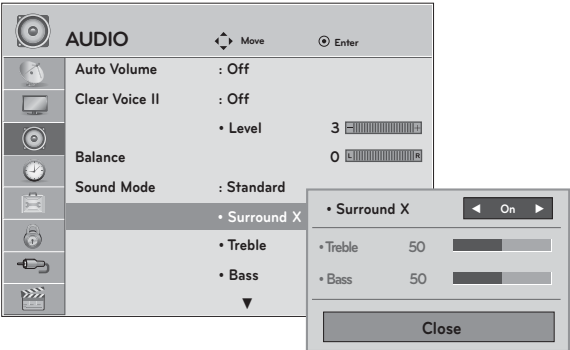 AUDIO Move Enter
Auto Volume : Off
Clear Voice II : Off
• Level 3 - +
Balance 0 L R
Sound Mode : Standard
• Surround X
• Treble
• Bass
▼
• Surround X ◀ On ▶
• Treble 50
• Bass 50
Close